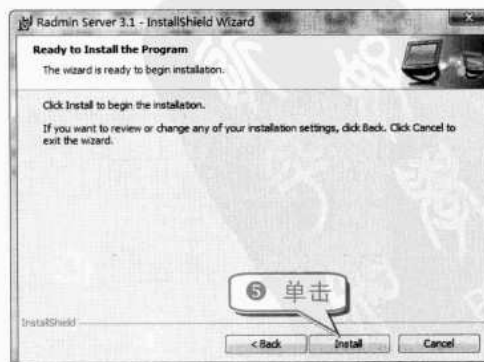 Radmin Server 3.1 - InstallShield Wizard
Ready to Install the Program
The wizard is ready to begin installation.
Click Install to begin the installation.
If you want to review or change any of your installation settings, click Back. Click Cancel to
exit the wizard.
❺ 单击
InstallShield
< Back Install Cancel